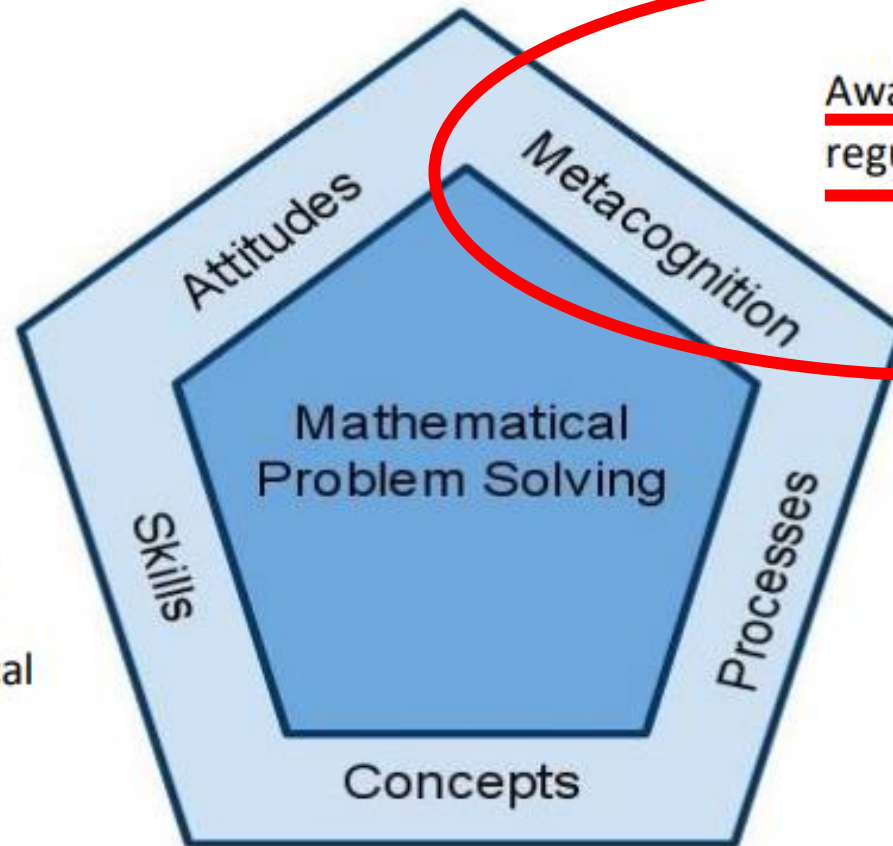 Attitudes
Metacognition
Mathematical
Problem Solving
Skills
Processes
Concepts